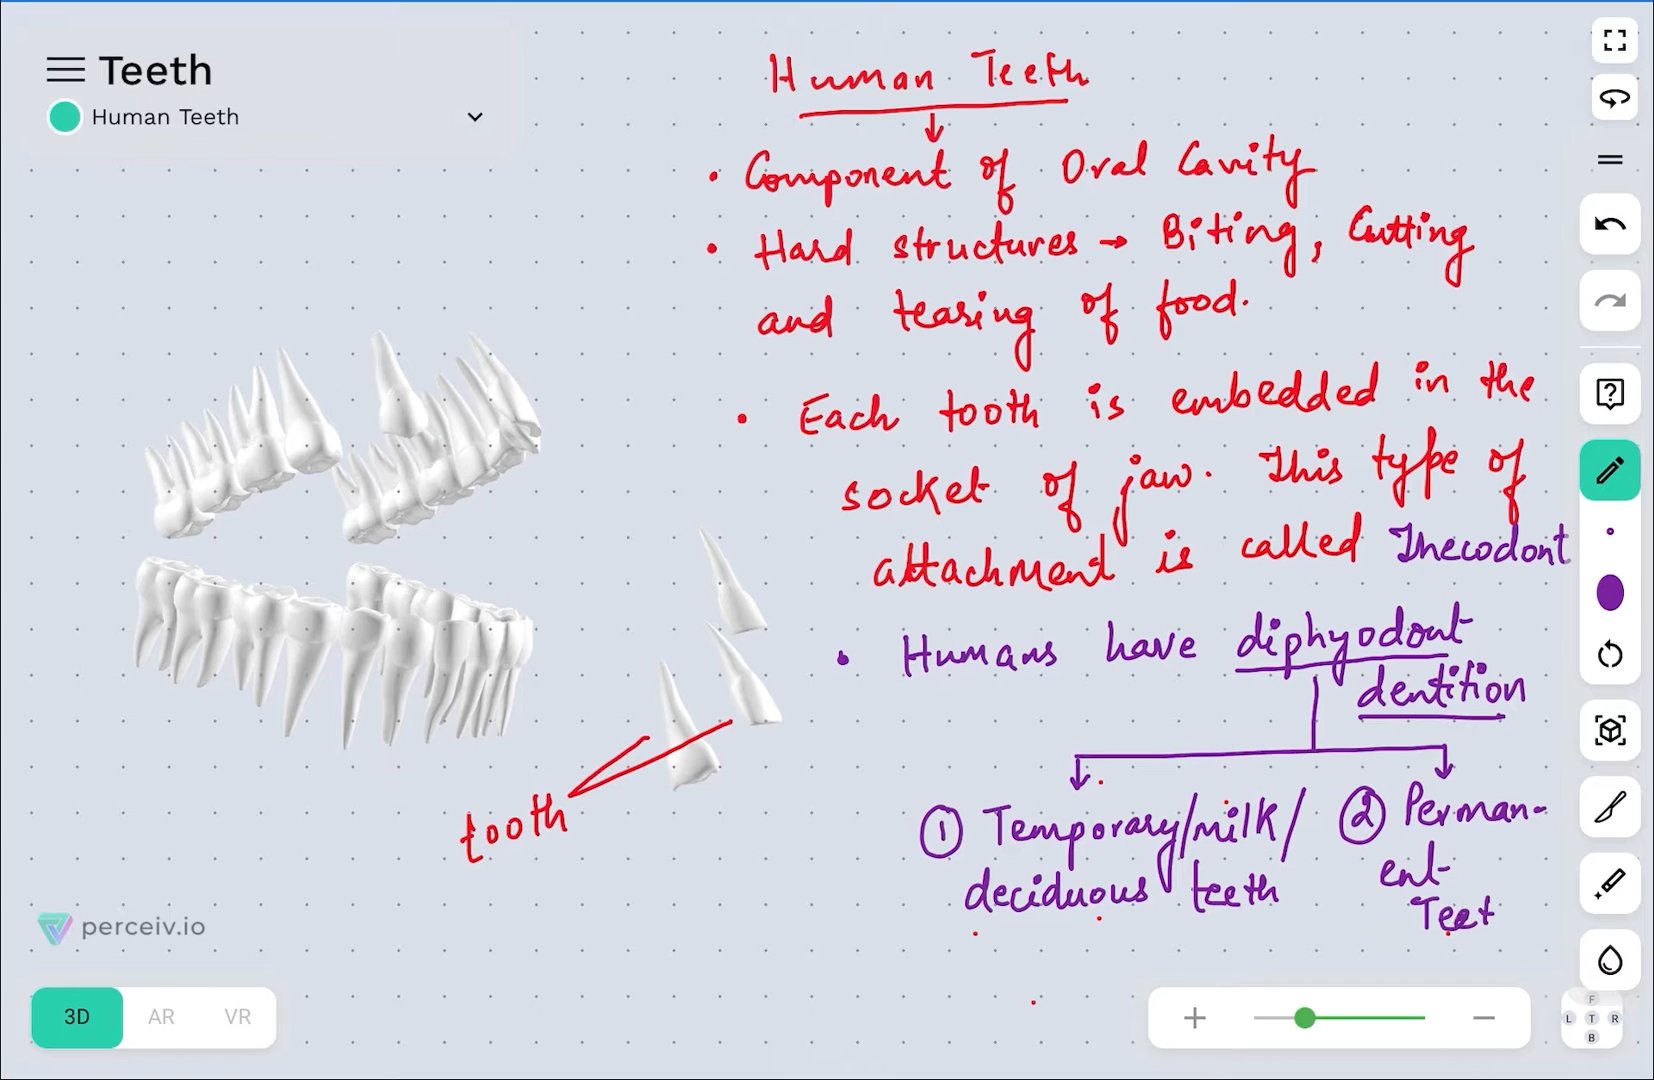 Teeth
Human Teeth
Human Teeth
• Component of Oral Cavity
• Hard structures → Biting, Cutting
and tearing of food.
• Each tooth is embedded in the
socket of jaw. This type of
attachment is called Thecodont
• Humans have diphyodont
dentition
① Temporary/milk/
deciduous teeth
② Perman-
ent
Teet
tooth
perceiv.io
3D AR VR
F
L T R
B